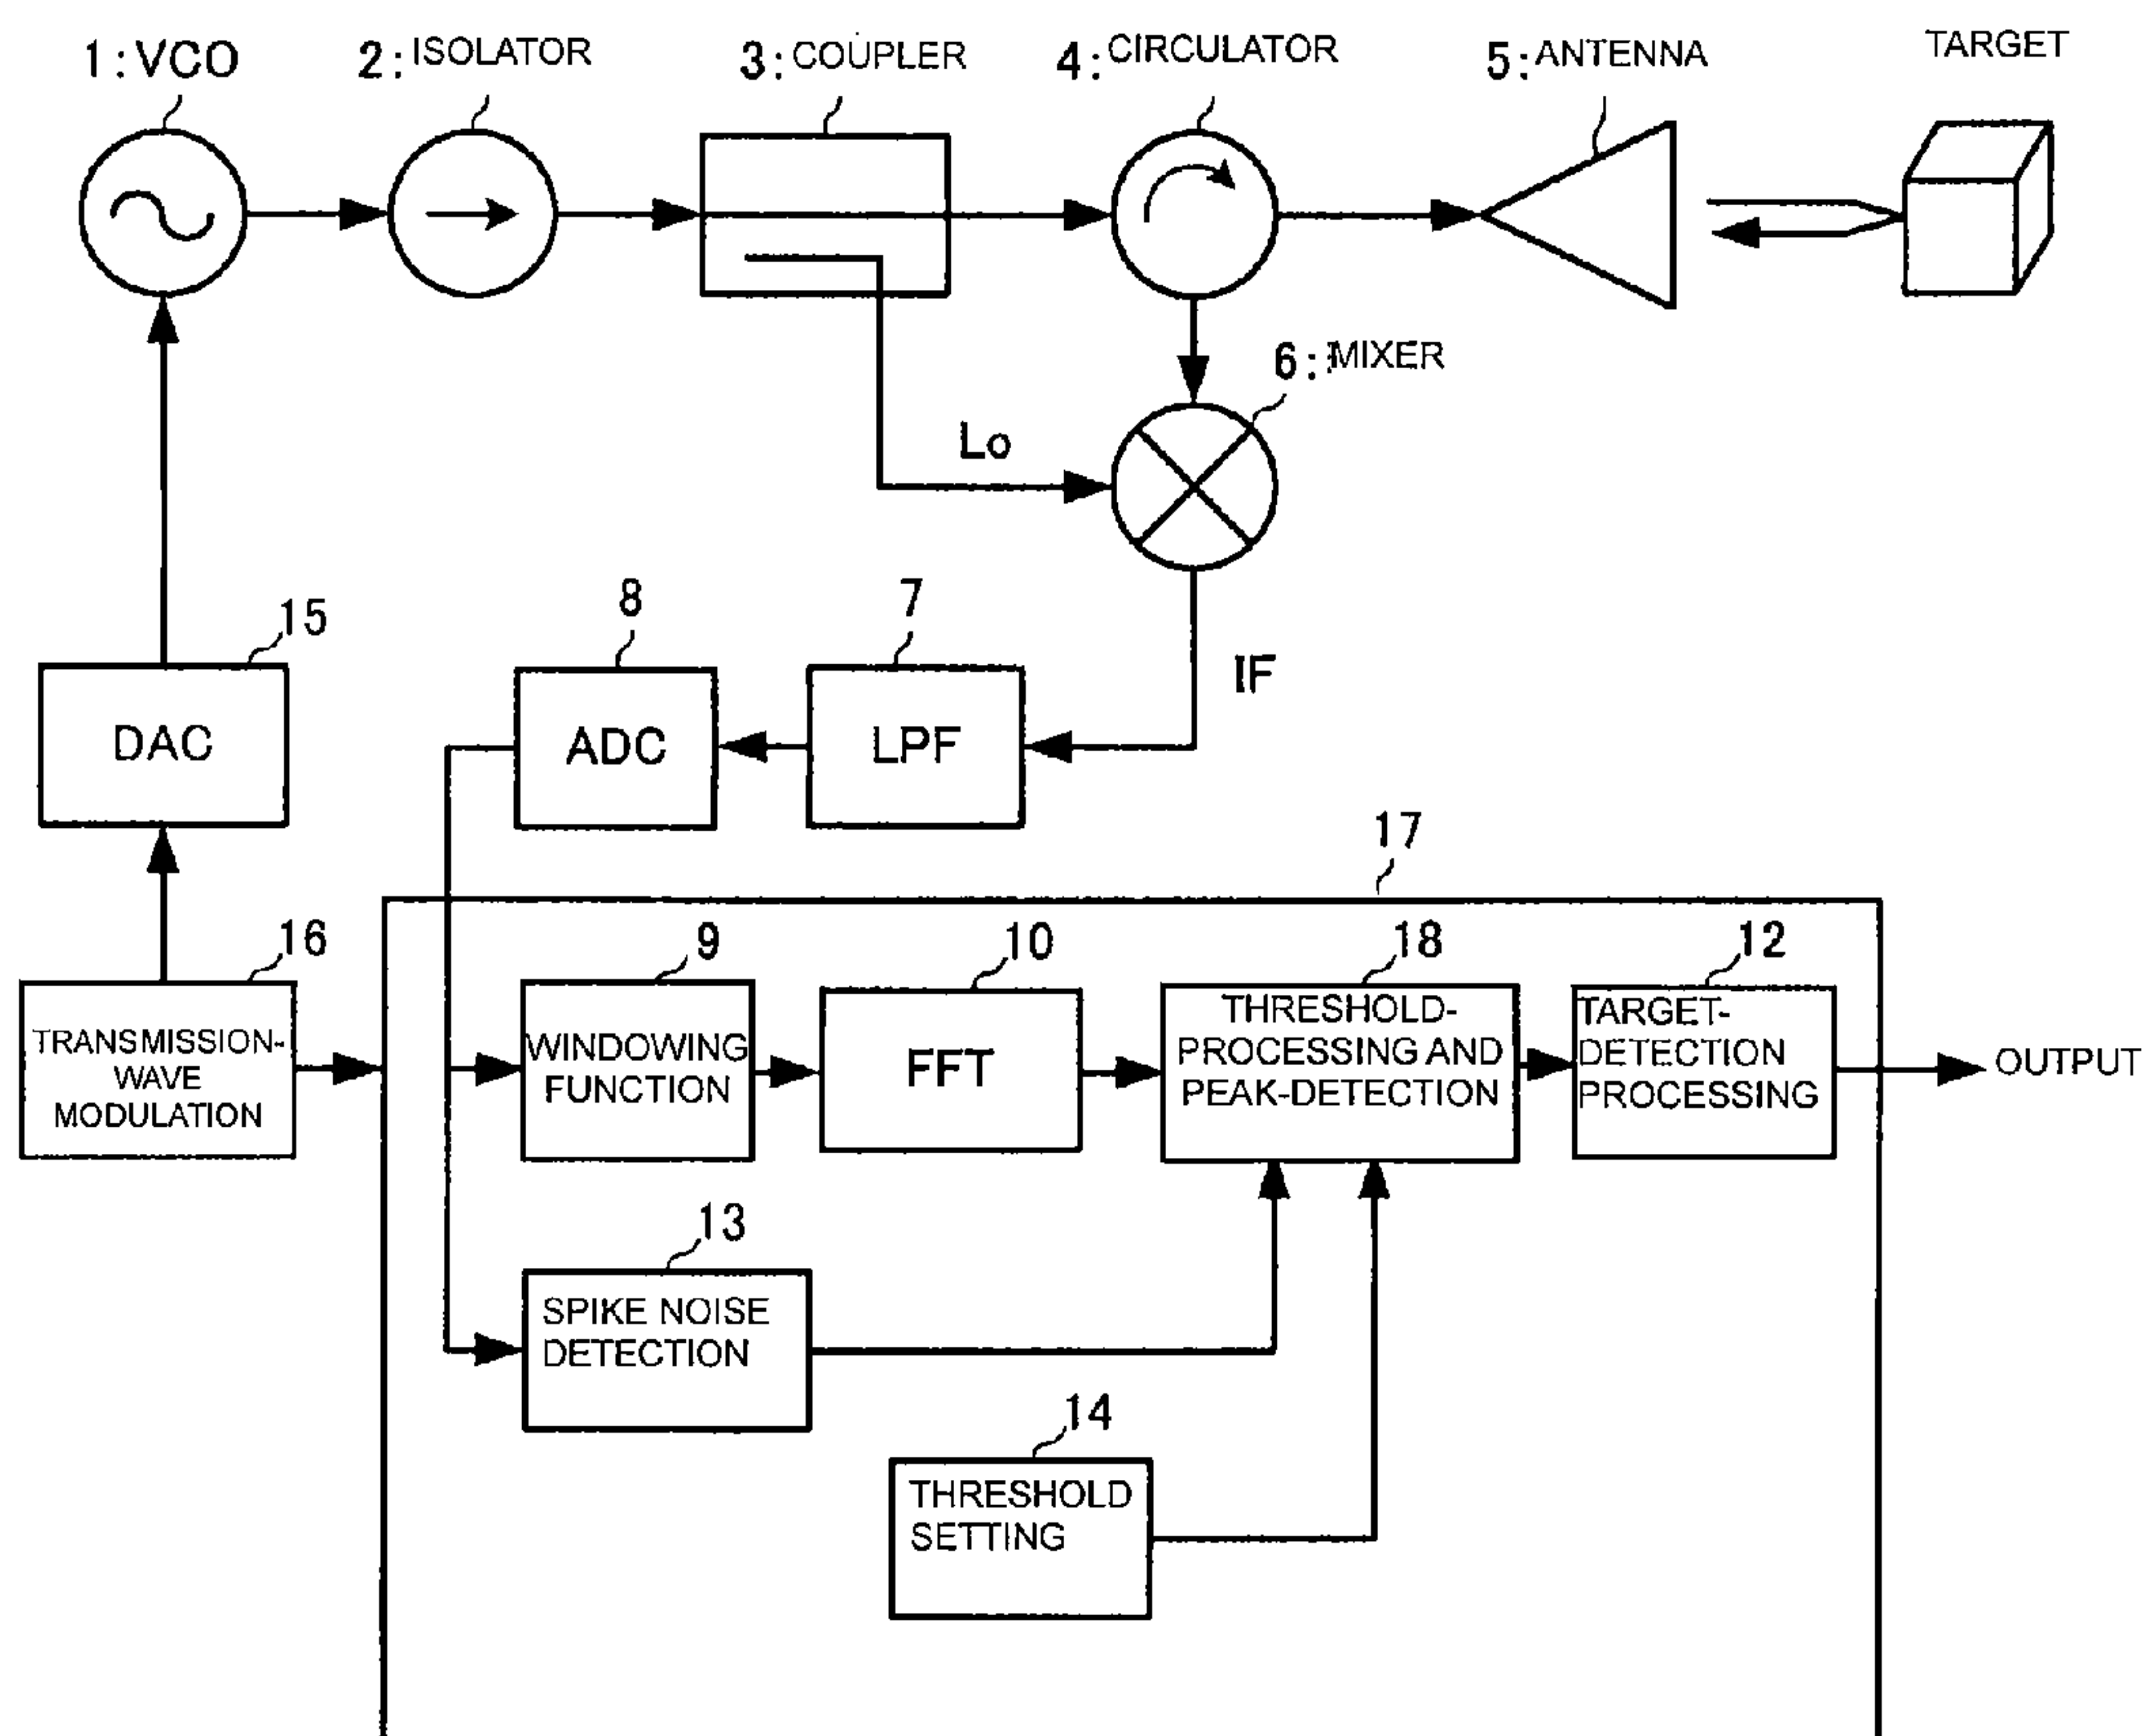 1: VCO
2: ISOLATOR
3: COUPLER
4: CIRCULATOR
5: ANTENNA
TARGET
6: MIXER
Lo
IF
15
DAC
8
ADC
7
LPF
17
16
TRANSMISSION-
WAVE
MODULATION
9
WINDOWING
FUNCTION
10
FFT
18
THRESHOLD-
PROCESSING AND
PEAK-DETECTION
12
TARGET-
DETECTION
PROCESSING
OUTPUT
13
SPIKE NOISE
DETECTION
14
THRESHOLD
SETTING